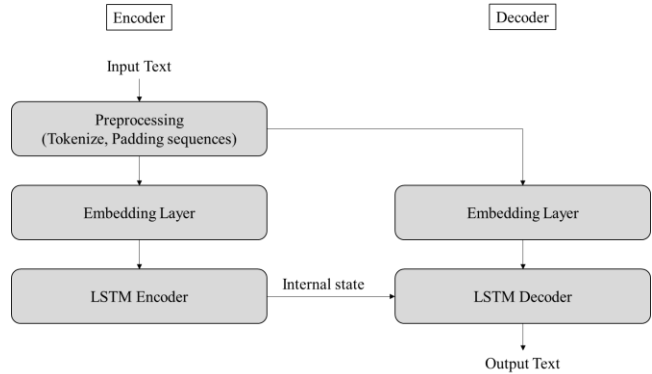 Encoder
Decoder
Input Text
Preprocessing
(Tokenize, Padding sequences)
Embedding Layer
Embedding Layer
LSTM Encoder
Internal state
LSTM Decoder
Output Text